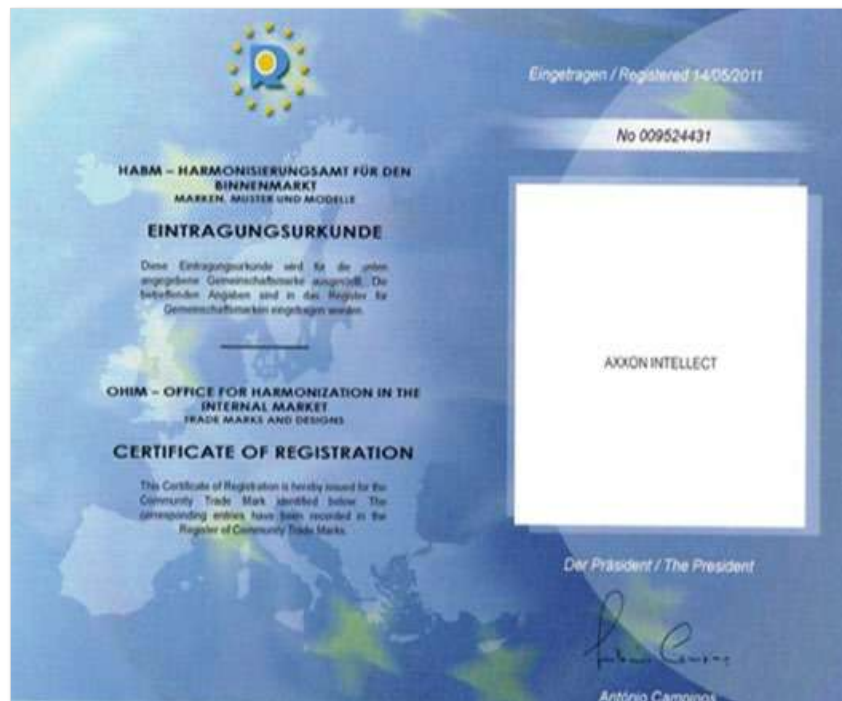 HABM – HARMONISIERUNGSAMT FÜR DEN
BINNENMARKT
MARKEN, MUSTER UND MODELLE
EINTRAGUNGSURKUNDE
Diese Eintragungsurkunde wird für die unten
angegebene Gemeinschaftsmarke ausgestellt. Die
betreffenden Angaben sind in das Register für
Gemeinschaftsmarken eingetragen worden.
OHIM – OFFICE FOR HARMONIZATION IN THE
INTERNAL MARKET
TRADE MARKS AND DESIGNS
CERTIFICATE OF REGISTRATION
This Certificate of Registration is hereby issued for the
Community Trade Mark identified below. The
corresponding entries have been recorded in the
Register of Community Trade Marks.
Eingetragen / Registered 14/05/2011
No 009524431
AXXON INTELLECT
Der Präsident / The President
António Campinos